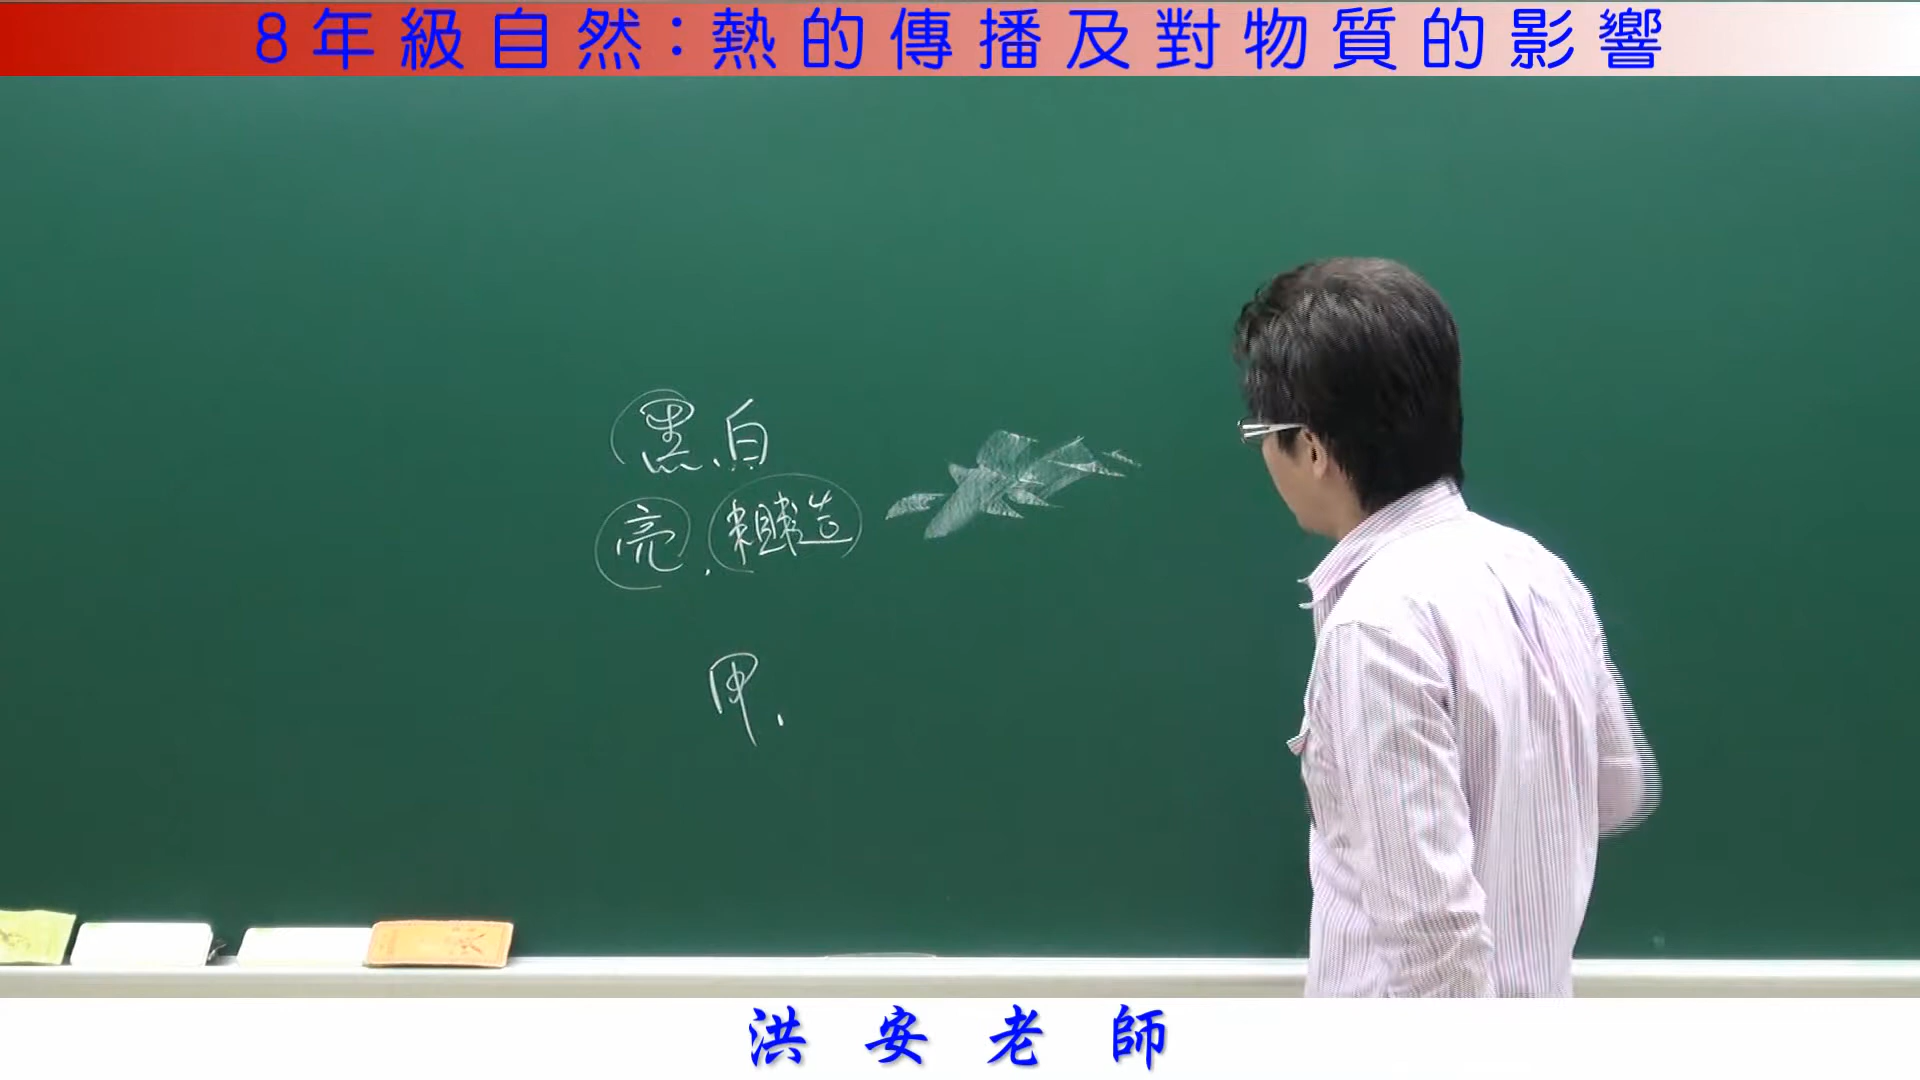 8年級自然:熱的傳播及對物質的影響
黑.白
亮.粗糙
甲.
洪安老師